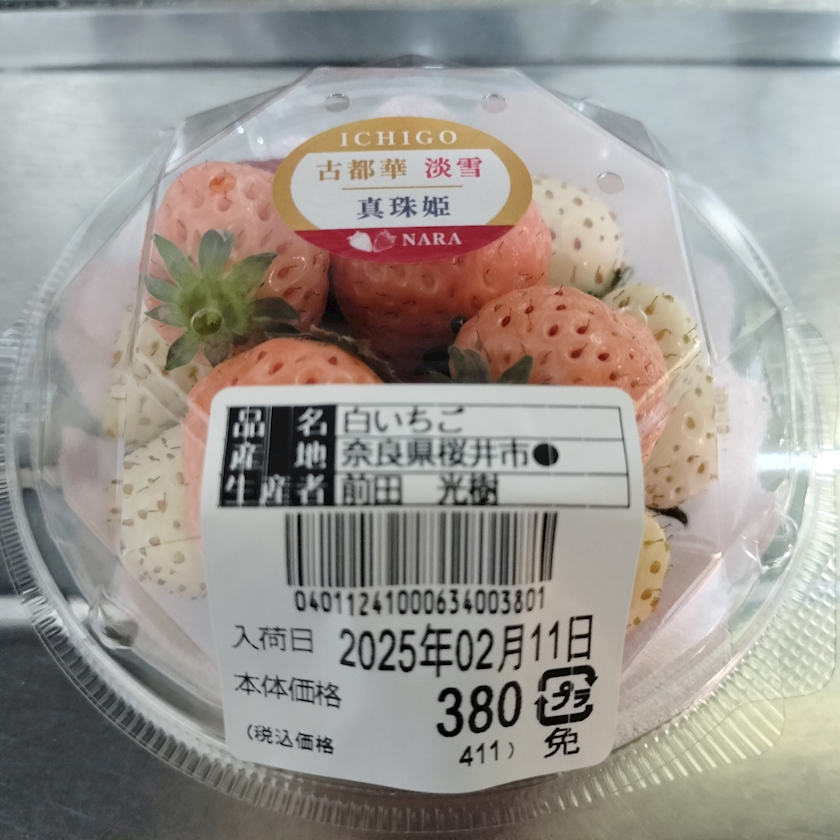 ICHIGO
古都華 淡雪
真珠姫
NARA
品名 白いちご
産地 奈良県桜井市●
生産者 前田 光樹
04011241000634003801
入荷日 2025年02月11日
本体価格 380 プラ
(税込価格 411) 免